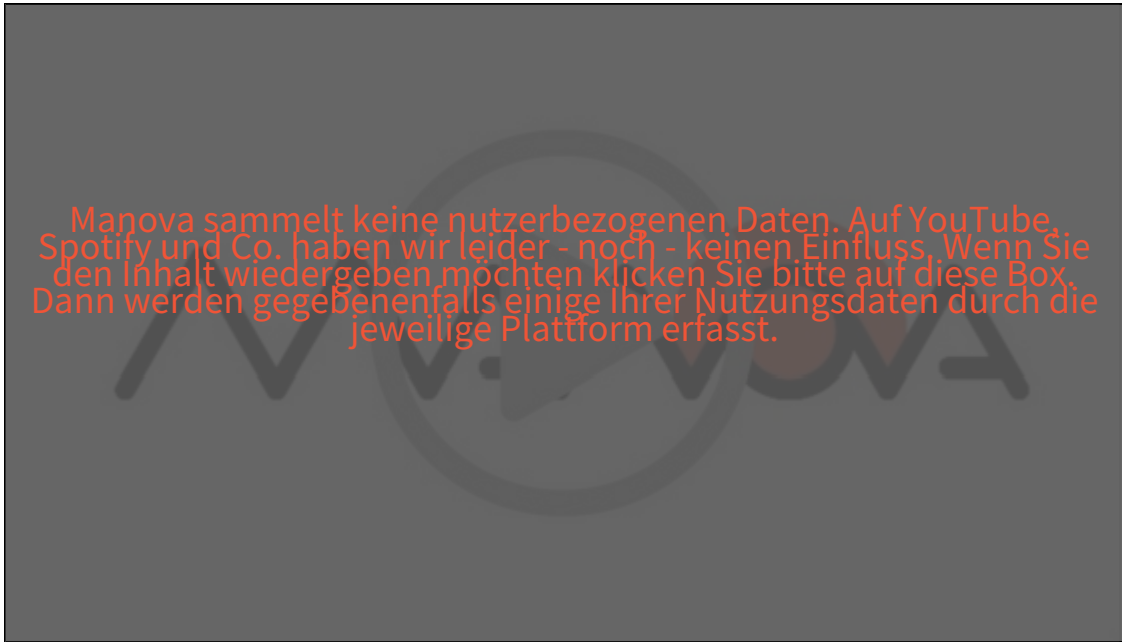 Manova sammelt keine nutzerbezogenen Daten. Auf YouTube,
Spotify und Co. haben wir leider - noch - keinen Einfluss. Wenn Sie
den Inhalt wiedergeben möchten klicken Sie bitte auf diese Box.
Dann werden gegebenenfalls einige Ihrer Nutzungsdaten durch die
jeweilige Plattform erfasst.
MANOVA